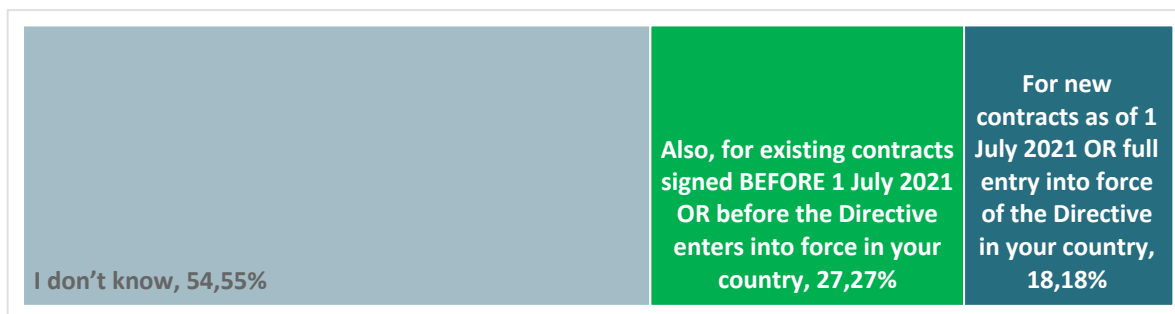 I don’t know, 54,55%
Also, for existing contracts
signed BEFORE 1 July 2021
OR before the Directive
enters into force in your
country, 27,27%
For new
contracts as of 1
July 2021 OR full
entry into force
of the Directive
in your country,
18,18%